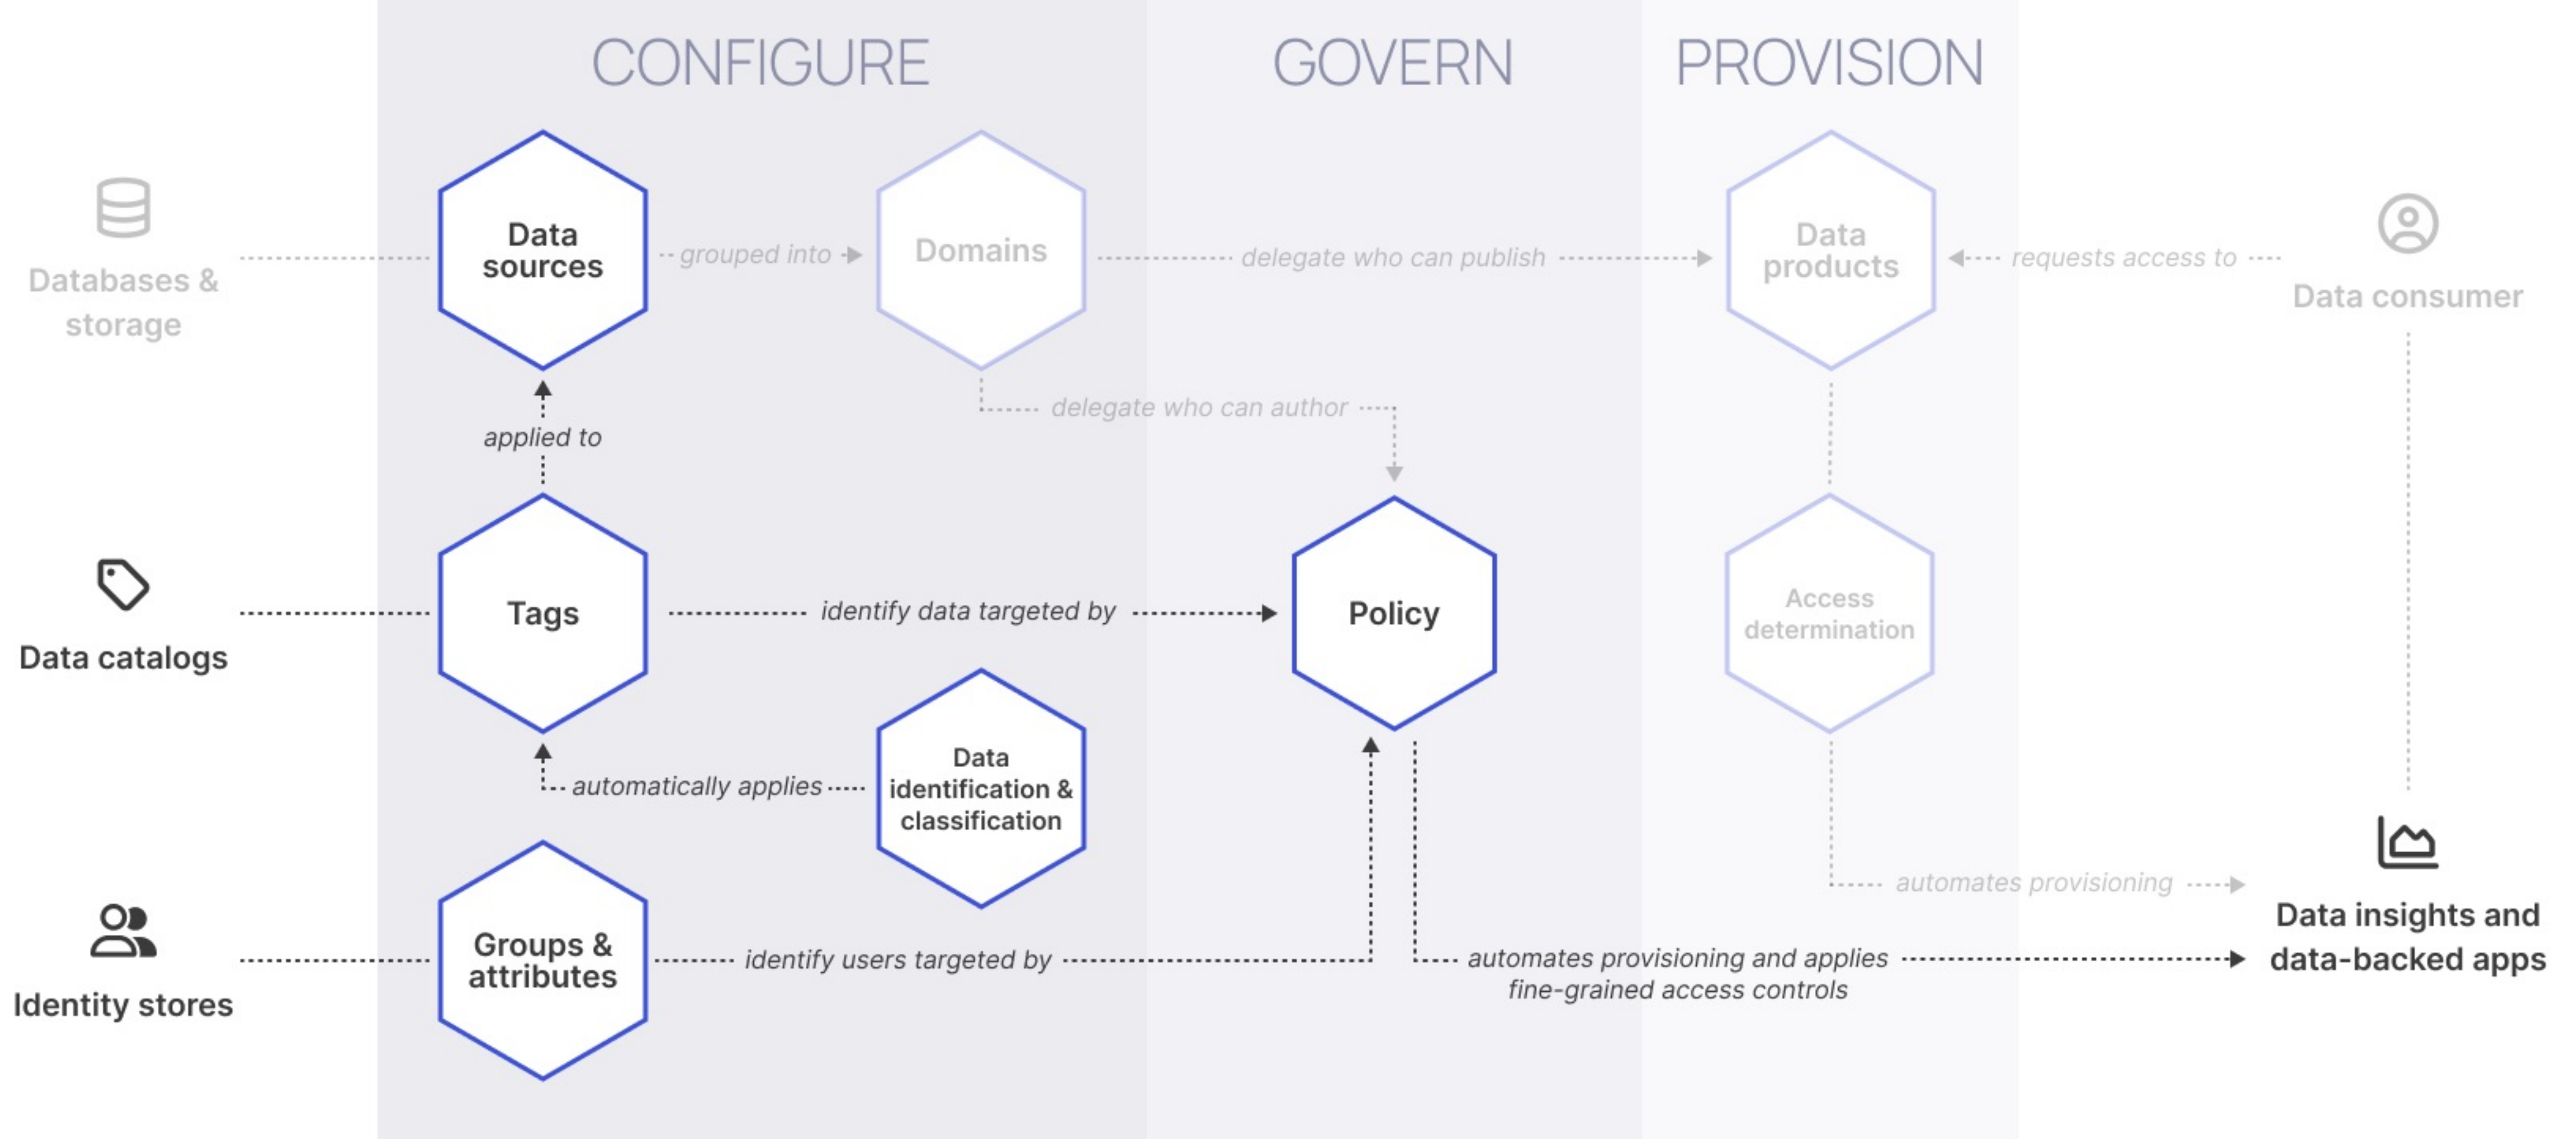 CONFIGURE
GOVERN
PROVISION
Databases &
storage
Data
sources
grouped into
Domains
delegate who can publish
Data
products
requests access to
Data consumer
applied to
delegate who can author
Data catalogs
Tags
identify data targeted by
Policy
Access
determination
automatically applies
Data
identification &
classification
Identity stores
Groups &
attributes
identify users targeted by
automates provisioning
automates provisioning and applies
fine-grained access controls
Data insights and
data-backed apps